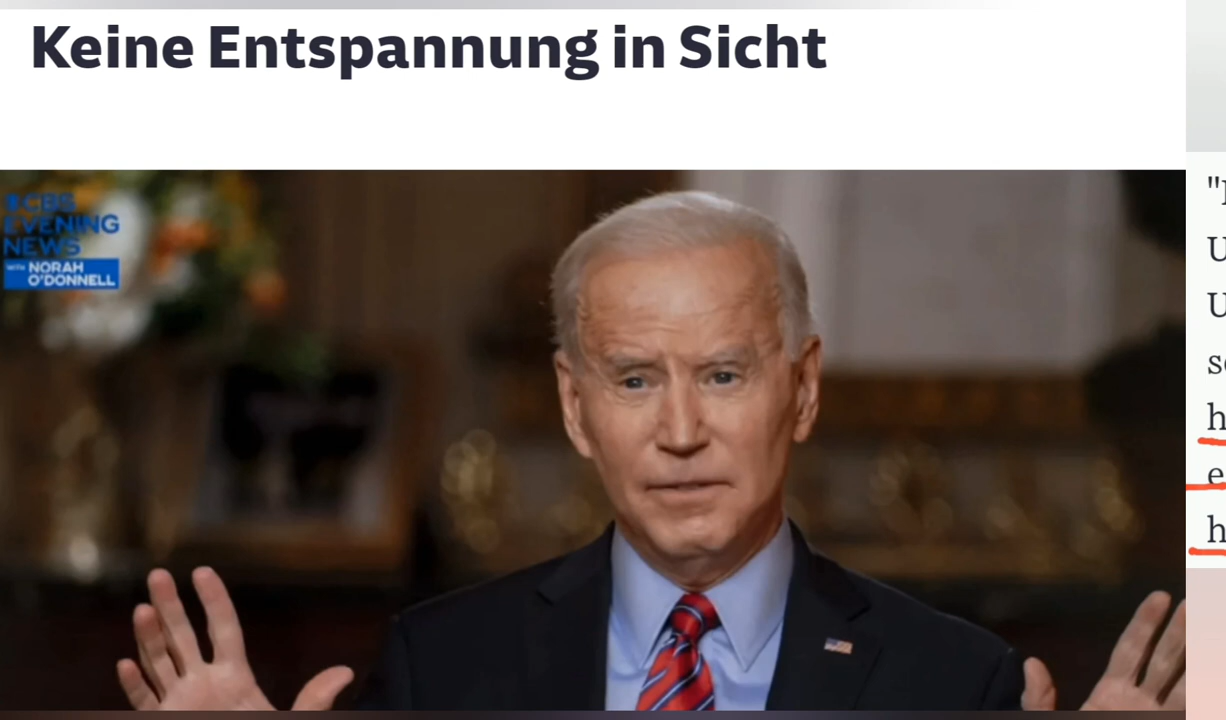 Keine Entspannung in Sicht
CBS
EVENING
NEWS
WITH NORAH
O'DONNELL
"
U
U
h
e
h